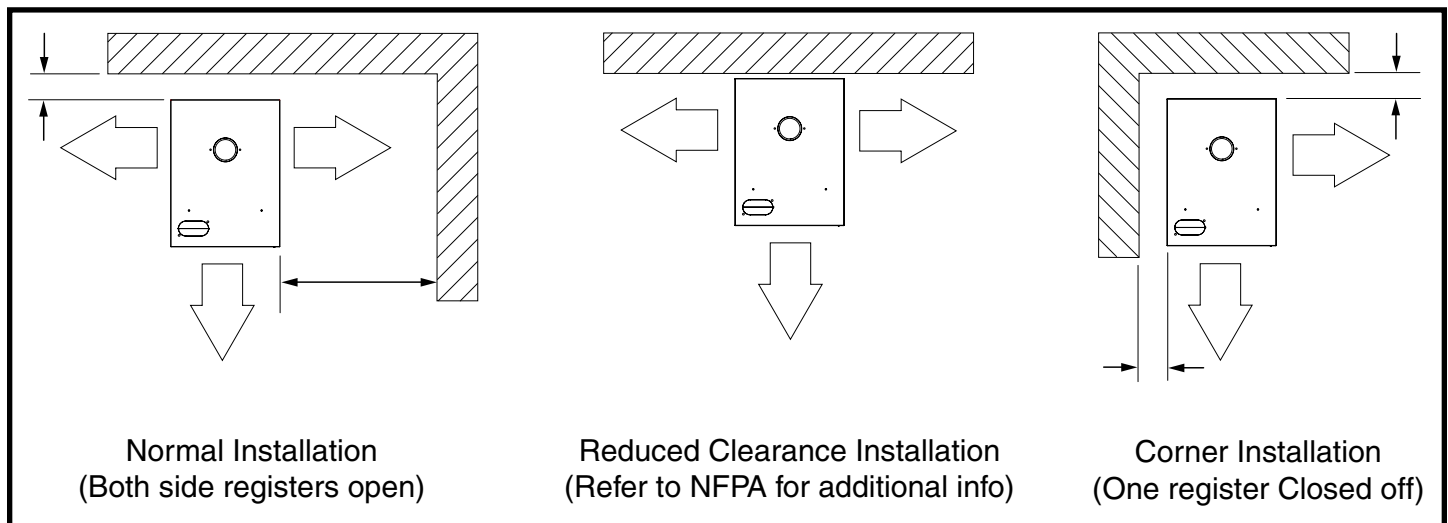 Normal Installation
(Both side registers open)
Reduced Clearance Installation
(Refer to NFPA for additional info)
Corner Installation
(One register Closed off)